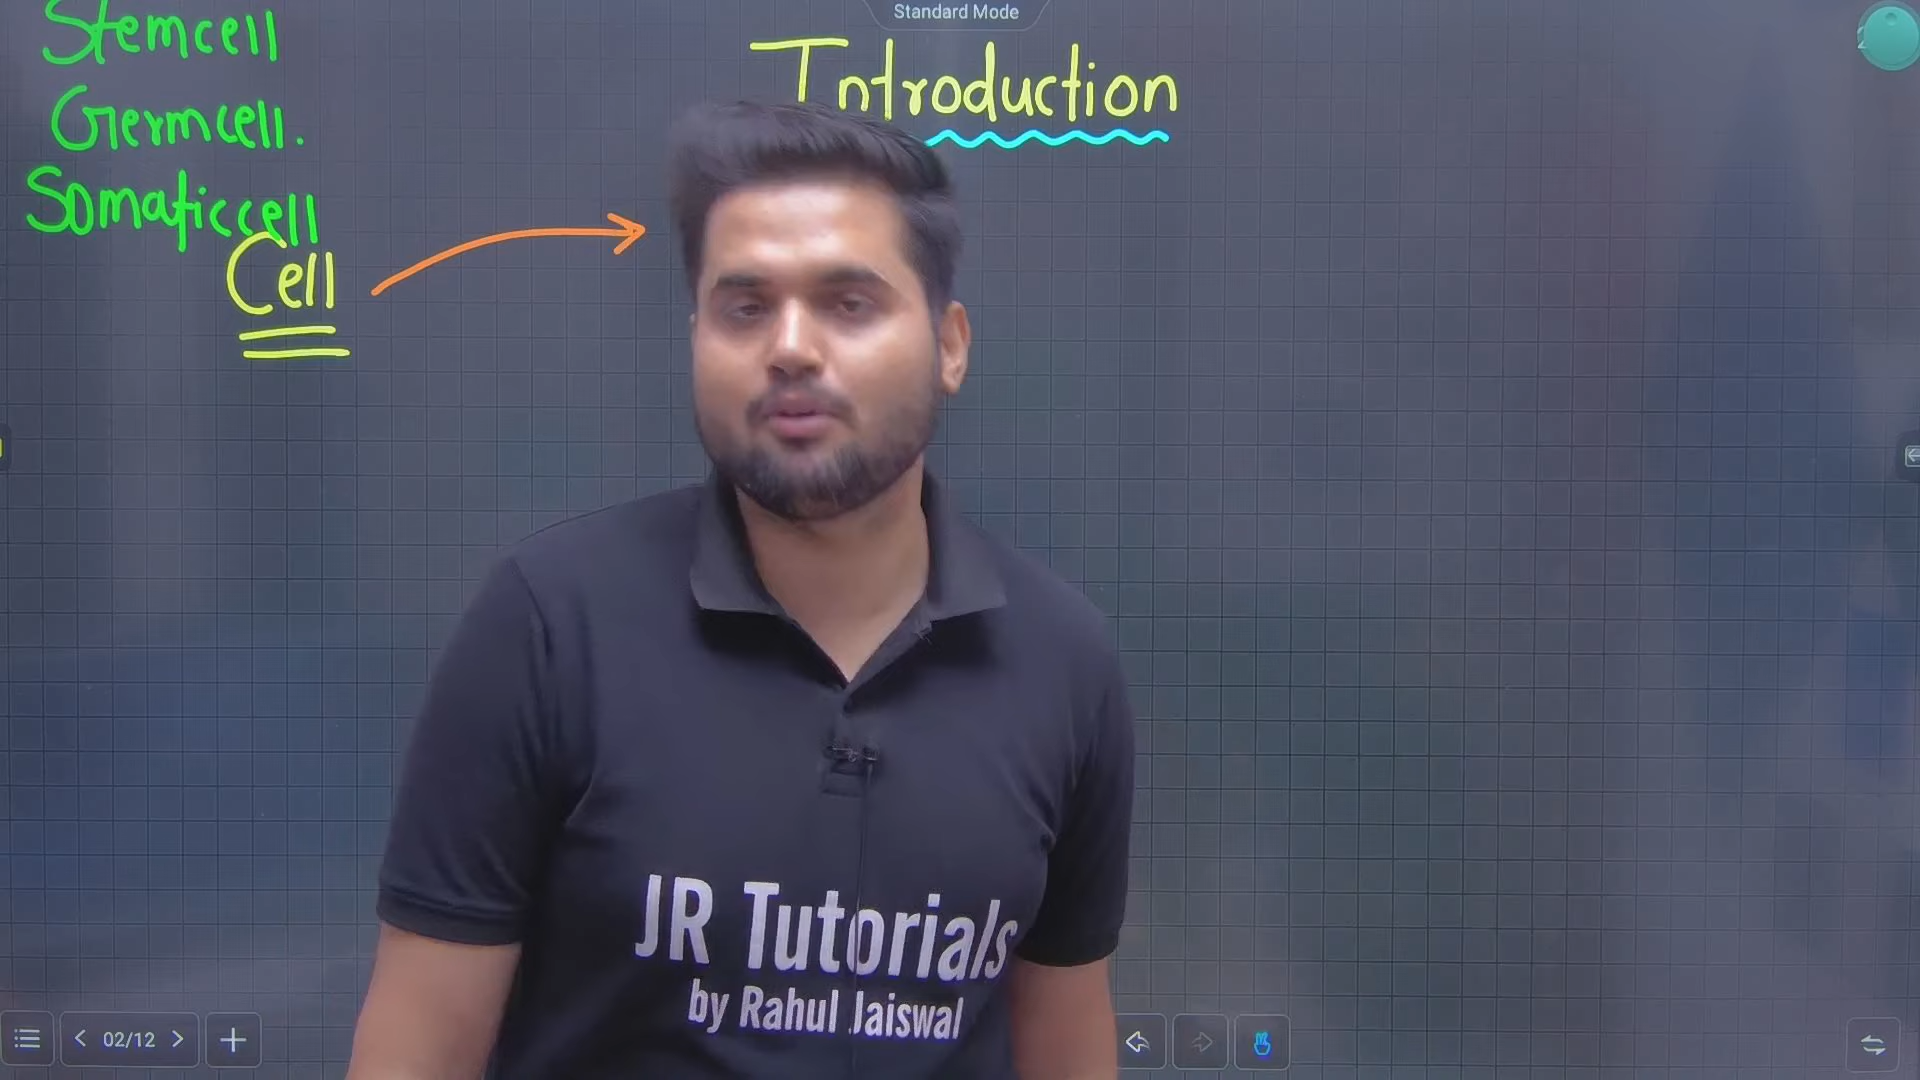 Standard Mode
Introduction
Stemcell
Germcell.
Somaticcell
Cell
JR Tutorials
by Rahul Jaiswal
02/12